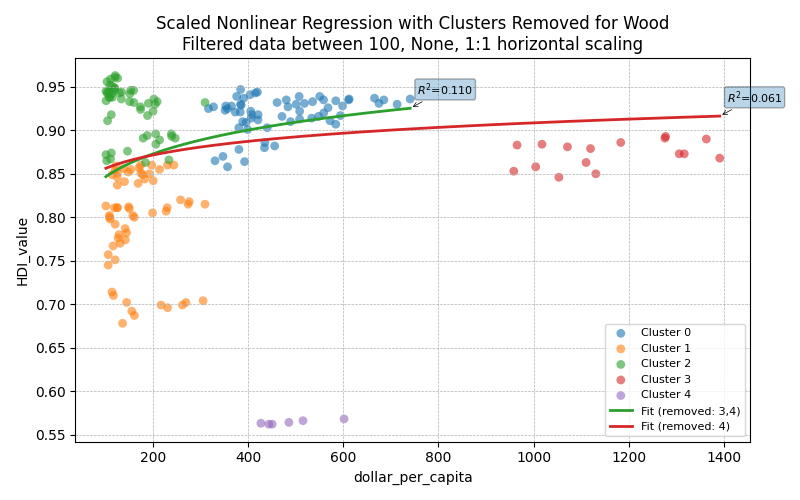 Scaled Nonlinear Regression with Clusters Removed for Wood
Filtered data between 100, None, 1:1 horizontal scaling
0.95
0.90
0.85
0.80
0.75
0.70
0.65
0.60
0.55
HDI_value
R²=0.110
R²=0.061
Cluster 0
Cluster 1
Cluster 2
Cluster 3
Cluster 4
Fit (removed: 3,4)
Fit (removed: 4)
200
400
600
800
1000
1200
1400
dollar_per_capita